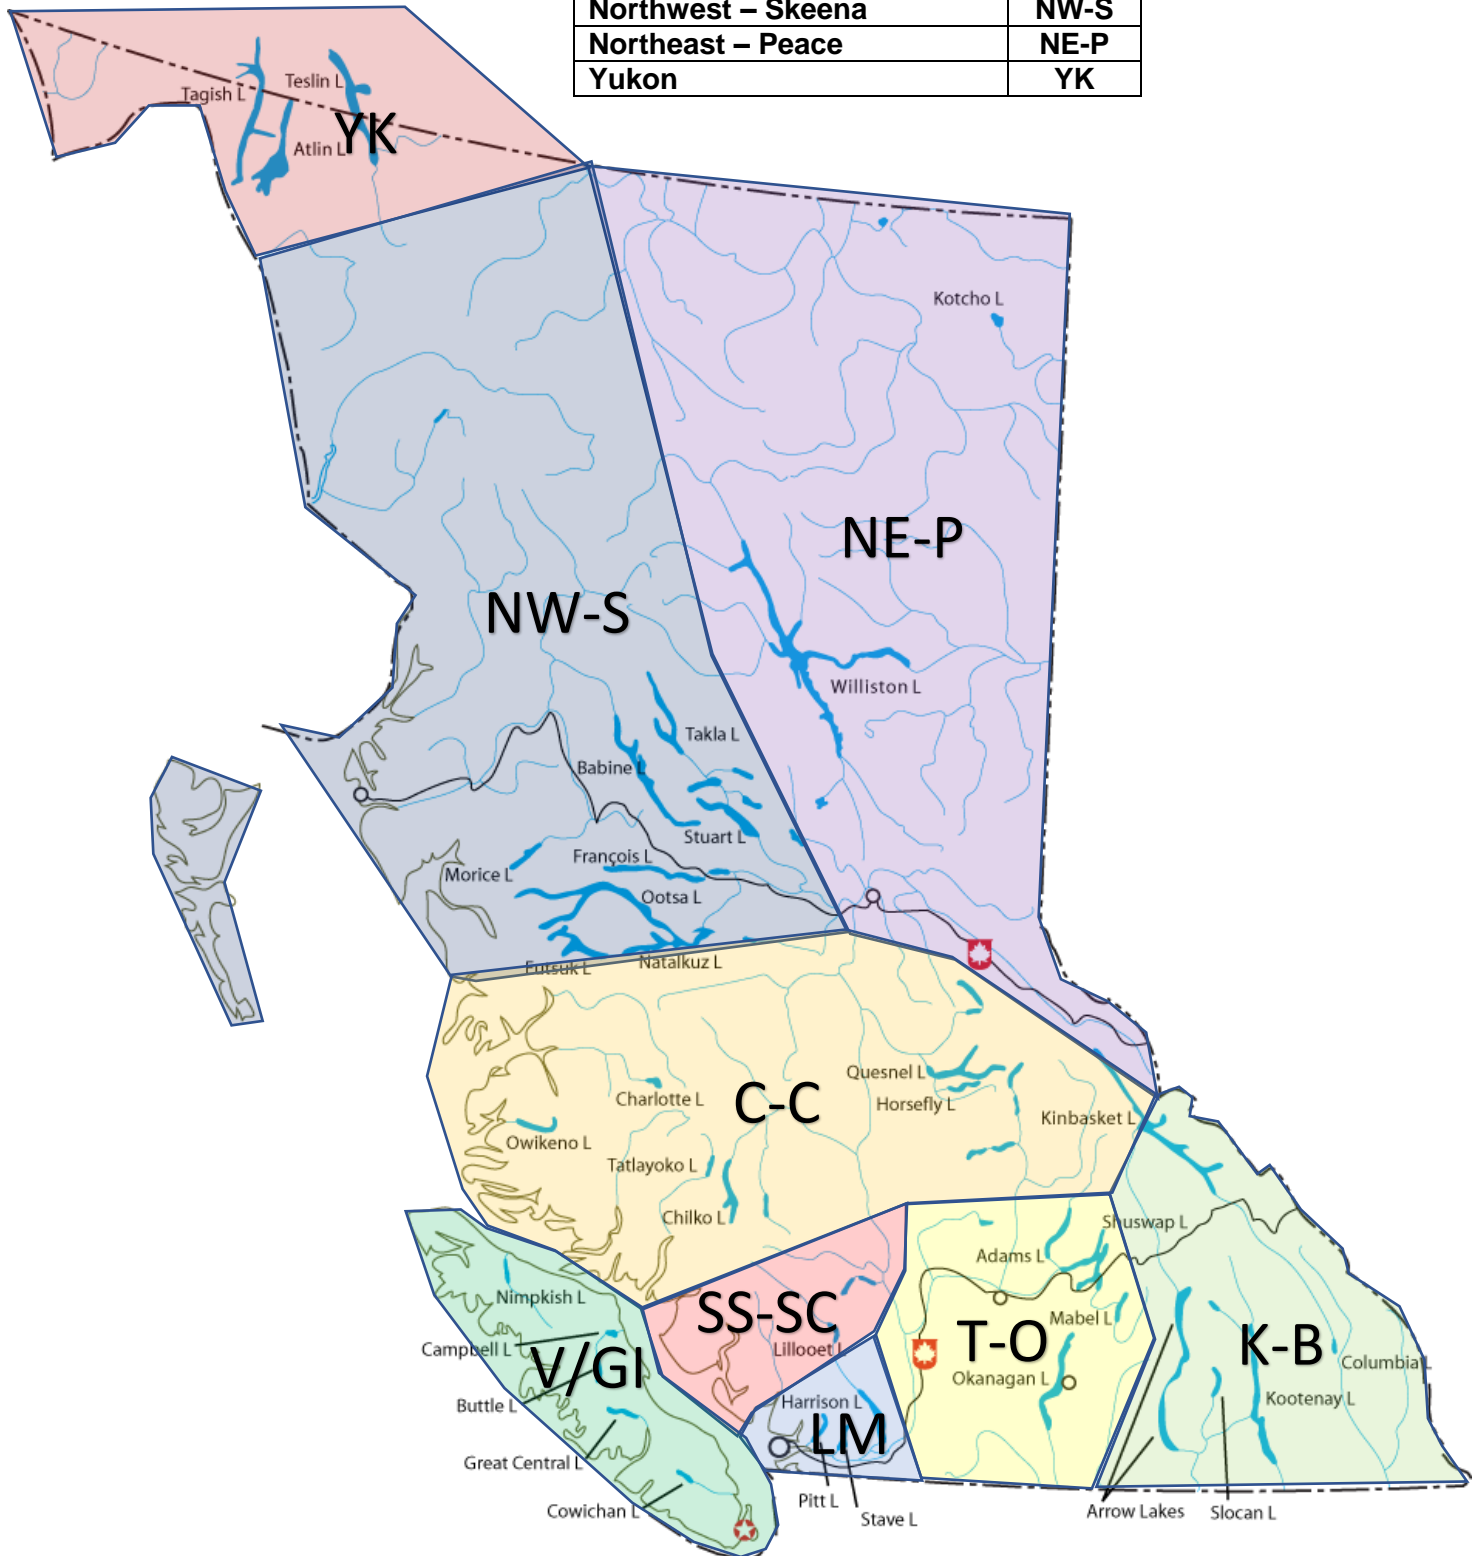 Northwest – Skeena NW-S
Northeast – Peace NE-P
Yukon YK
Teslin L
Tagish L
YK
Atlin L
Kotcho L
NE-P
NW-S
Williston L
Takla L
Babine L
Stuart L
François L
Morice L
Ootsa L
Eutsuk L
Natalkuz L
Quesnel L
Charlotte L
C-C
Horsefly L
Kinbasket L
Owikeno L
Tatlayoko L
Chilko L
Shuswap L
Adams L
Nimpkish L
SS-SC
Mabel L
T-O
K-B
Campbell L
Lillooet L
V/GI
Columbia L
Okanagan L
Buttle L
Harrison L
Kootenay L
LM
Great Central L
Pitt L
Cowichan L
Stave L
Arrow Lakes
Slocan L